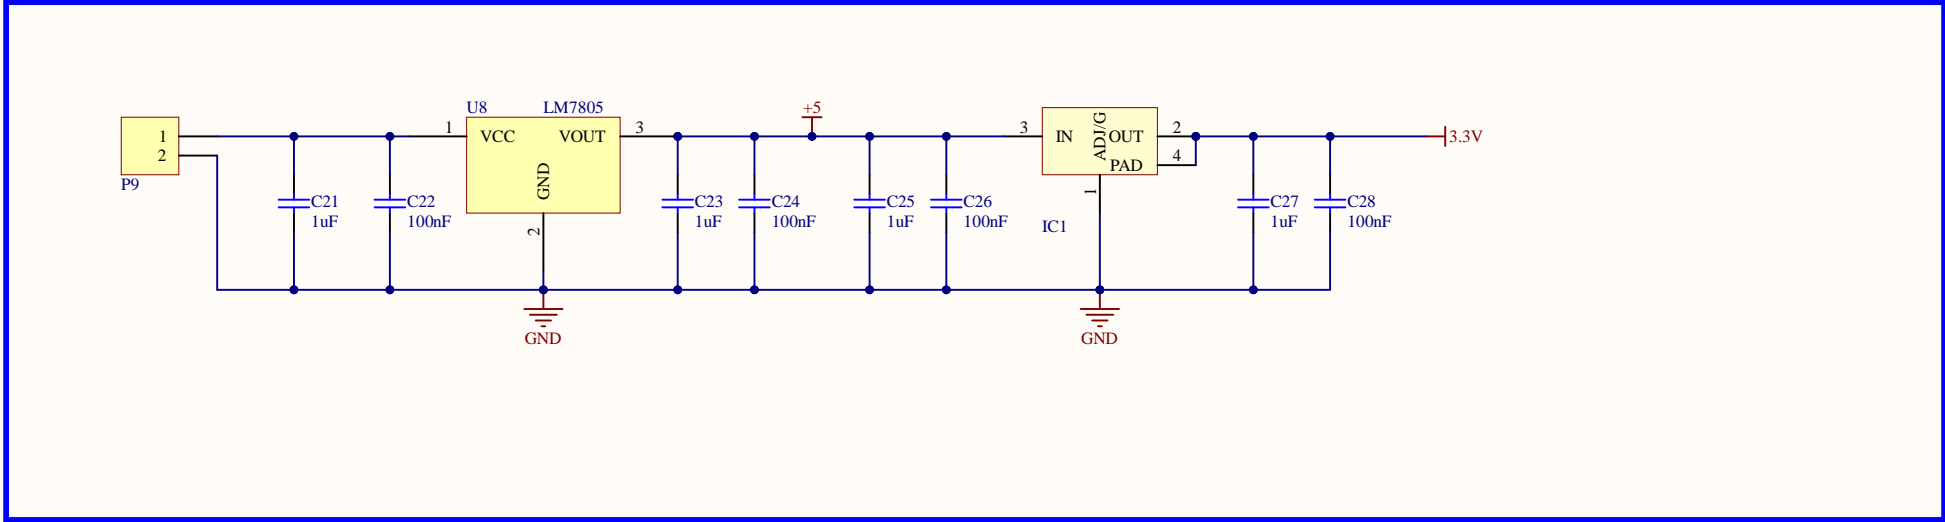 1
2
P9
C21
1uF
C22
100nF
U8
LM7805
1
VCC
VOUT
3
GND
2
GND
C23
1uF
C24
100nF
+5
C25
1uF
C26
100nF
3
IN
ADJ/G
OUT
2
PAD
4
1
IC1
GND
C27
1uF
C28
100nF
3.3V